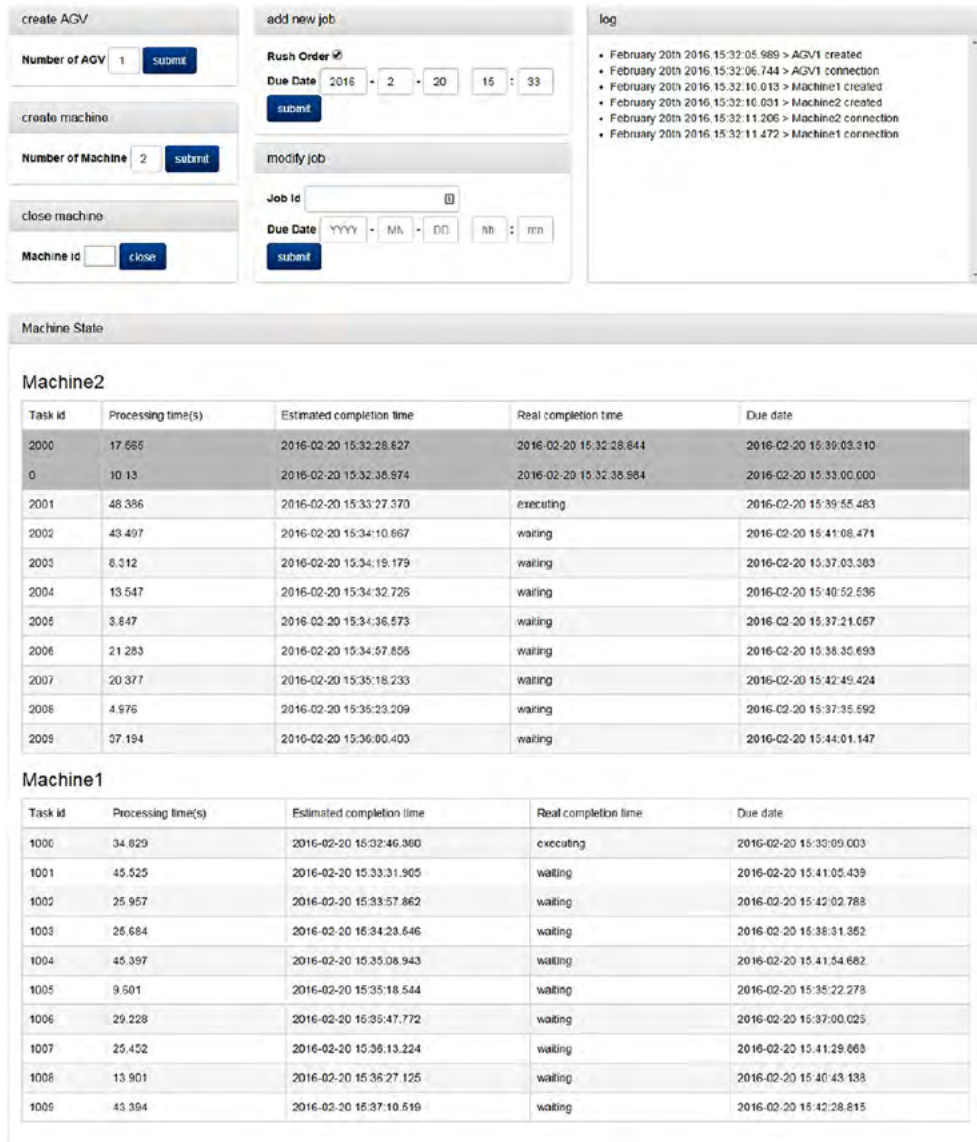 create AGV
Number of AGV 1 submit
create machine
Number of Machine 2 submit
close machine
Machine id close
add new job
Rush Order
Due Date 2016 - 2 - 20 15 : 33
submit
modify job
Job Id
Due Date YYYY - MM - DD hh : mm
submit
log
• February 20th 2016,15:32:05.989 > AGV1 created
• February 20th 2016,15:32:06.744 > AGV1 connection
• February 20th 2016,15:32:10.013 > Machine1 created
• February 20th 2016,15:32:10.031 > Machine2 created
• February 20th 2016,15:32:11.206 > Machine2 connection
• February 20th 2016,15:32:11.472 > Machine1 connection
Machine State
Machine2
Task id Processing time(s) Estimated completion time Real completion time Due date
2000 17.565 2016-02-20 15:32:28.827 2016-02-20 15:32:28.844 2016-02-20 15:39:03.310
0 10.13 2016-02-20 15:32:38.974 2016-02-20 15:32:38.984 2016-02-20 15:33:00.000
2001 48.386 2016-02-20 15:33:27.370 executing 2016-02-20 15:39:55.483
2002 43.497 2016-02-20 15:34:10.867 waiting 2016-02-20 15:41:08.471
2003 8.312 2016-02-20 15:34:19.179 waiting 2016-02-20 15:37:03.383
2004 13.547 2016-02-20 15:34:32.726 waiting 2016-02-20 15:40:52.536
2005 3.847 2016-02-20 15:34:36.573 waiting 2016-02-20 15:37:21.057
2006 21.283 2016-02-20 15:34:57.856 waiting 2016-02-20 15:38:35.693
2007 20.377 2016-02-20 15:35:18.233 waiting 2016-02-20 15:42:49.424
2008 4.976 2016-02-20 15:35:23.209 waiting 2016-02-20 15:37:35.592
2009 37.194 2016-02-20 15:36:00.403 waiting 2016-02-20 15:44:01.147
Machine1
Task id Processing time(s) Estimated completion time Real completion time Due date
1000 34.829 2016-02-20 15:32:46.380 executing 2016-02-20 15:33:09.003
1001 45.525 2016-02-20 15:33:31.905 waiting 2016-02-20 15:41:05.439
1002 25.957 2016-02-20 15:33:57.862 waiting 2016-02-20 15:42:02.788
1003 25.684 2016-02-20 15:34:23.546 waiting 2016-02-20 15:38:31.352
1004 45.397 2016-02-20 15:35:08.943 waiting 2016-02-20 15:41:54.682
1005 9.601 2016-02-20 15:35:18.544 waiting 2016-02-20 15:35:22.278
1006 29.228 2016-02-20 15:35:47.772 waiting 2016-02-20 15:37:00.025
1007 25.452 2016-02-20 15:36:13.224 waiting 2016-02-20 15:41:29.868
1008 13.901 2016-02-20 15:36:27.125 waiting 2016-02-20 15:40:43.138
1009 43.394 2016-02-20 15:37:10.519 waiting 2016-02-20 15:42:28.815